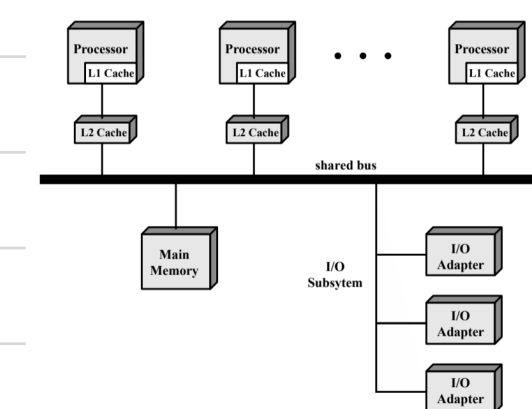 Processor
L1 Cache
Processor
L1 Cache
• • •
Processor
L1 Cache
L2 Cache
L2 Cache
L2 Cache
shared bus
Main
Memory
I/O
Subsytem
I/O
Adapter
I/O
Adapter
I/O
Adapter